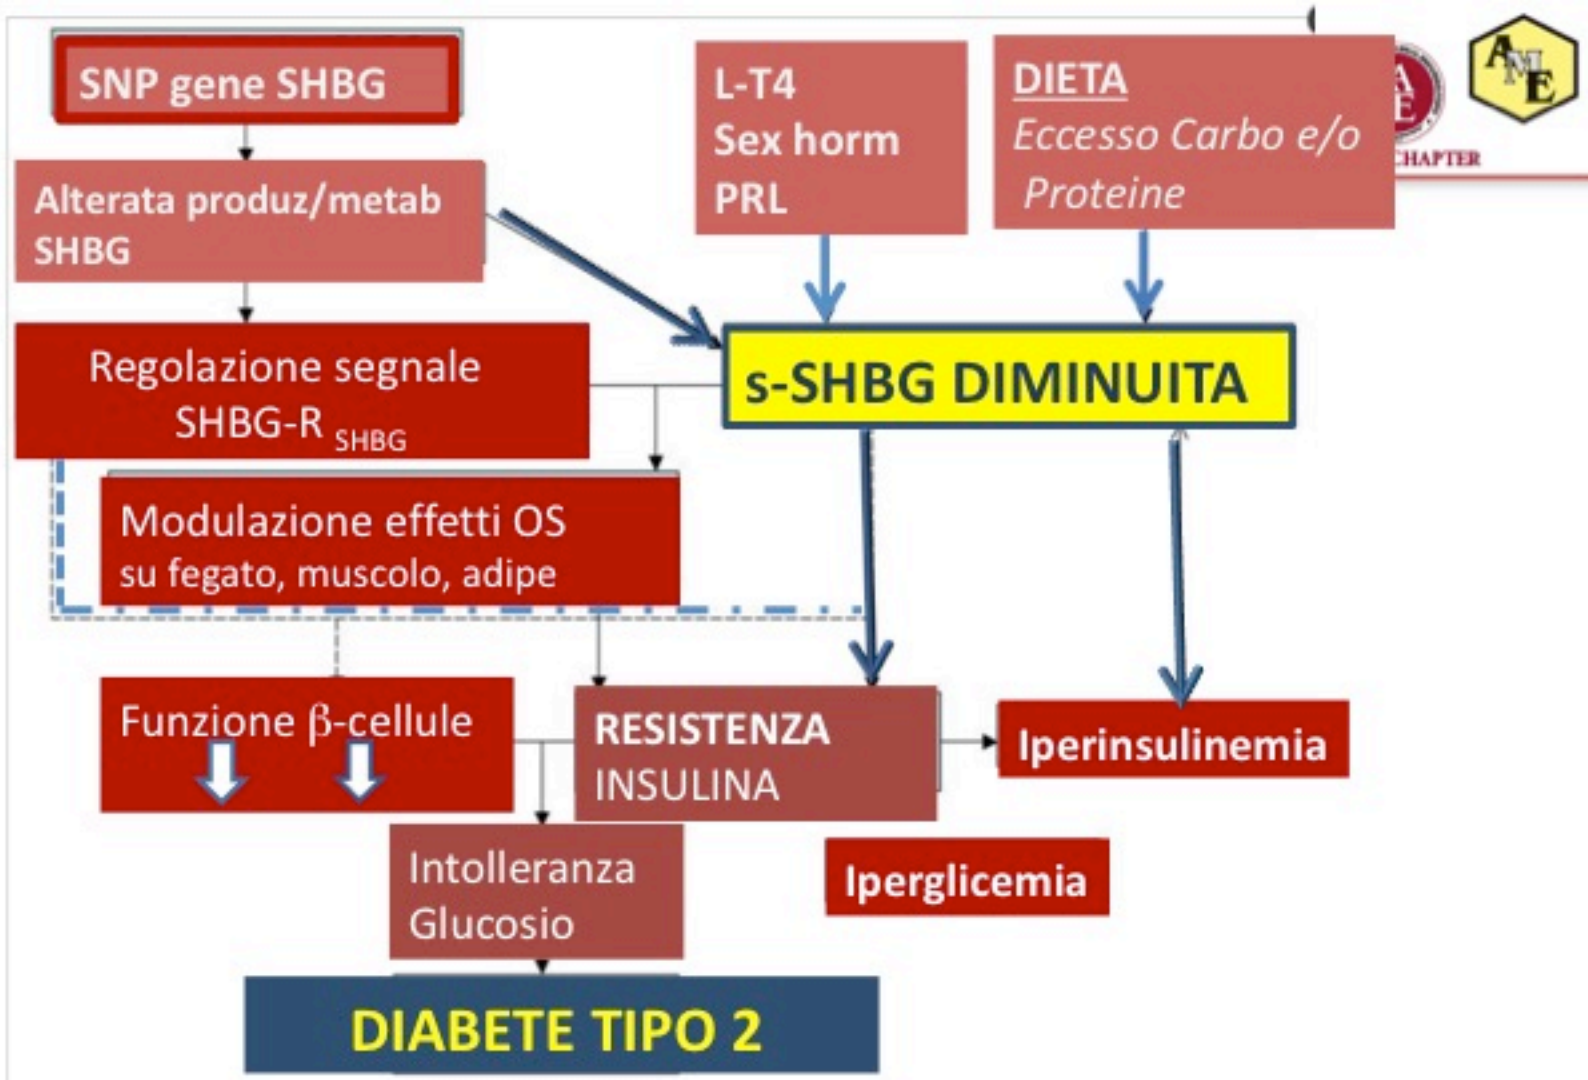 SNP gene SHBG
L-T4
Sex horm
PRL
DIETA
Eccesso Carbo e/o
Proteine
AME
A
E
CHAPTER
Alterata produz/metab
SHBG
Regolazione segnale
SHBG-R SHBG
s-SHBG DIMINUITA
Modulazione effetti OS
su fegato, muscolo, adipe
Funzione β-cellule
RESISTENZA
INSULINA
Iperinsulinemia
Intolleranza
Glucosio
Iperglicemia
DIABETE TIPO 2